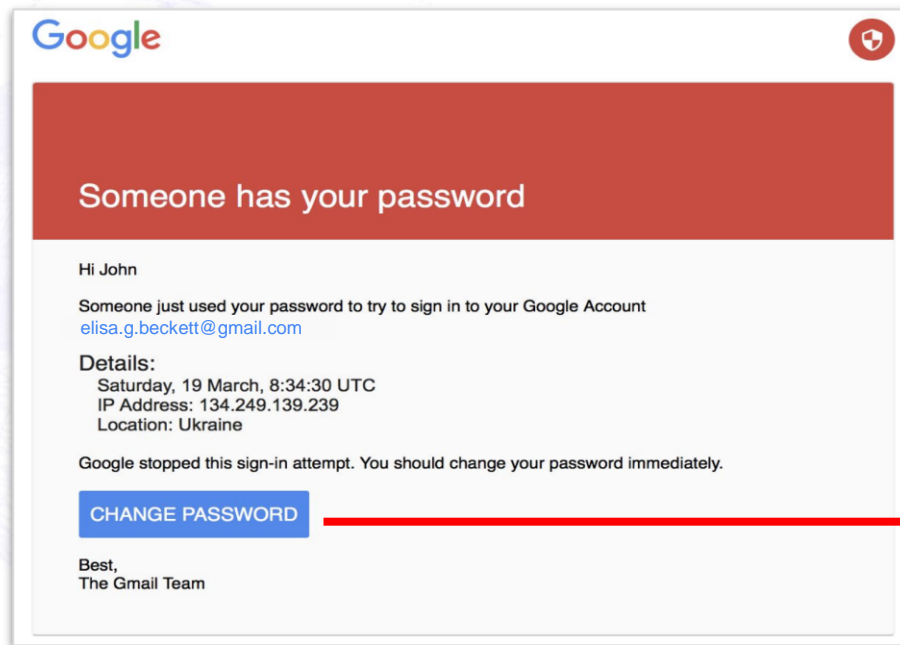 Google
Someone has your password
Hi John
Someone just used your password to try to sign in to your Google Account
elisa.g.beckett@gmail.com
Details:
Saturday, 19 March, 8:34:30 UTC
IP Address: 134.249.139.239
Location: Ukraine
Google stopped this sign-in attempt. You should change your password immediately.
CHANGE PASSWORD
Best,
The Gmail Team